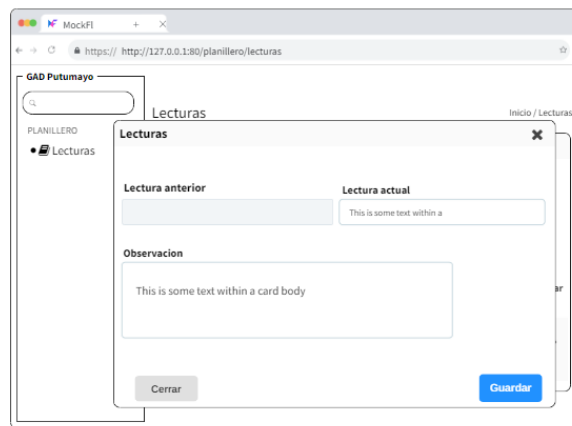 MockFl
https:// http://127.0.0.1:80/planillero/lecturas
GAD Putumayo
Lecturas
Inicio / Lecturas
PLANILLERO
Lecturas
Lecturas
Lectura anterior
Lectura actual
This is some text within a
Observacion
This is some text within a card body
ar
Cerrar
Guardar